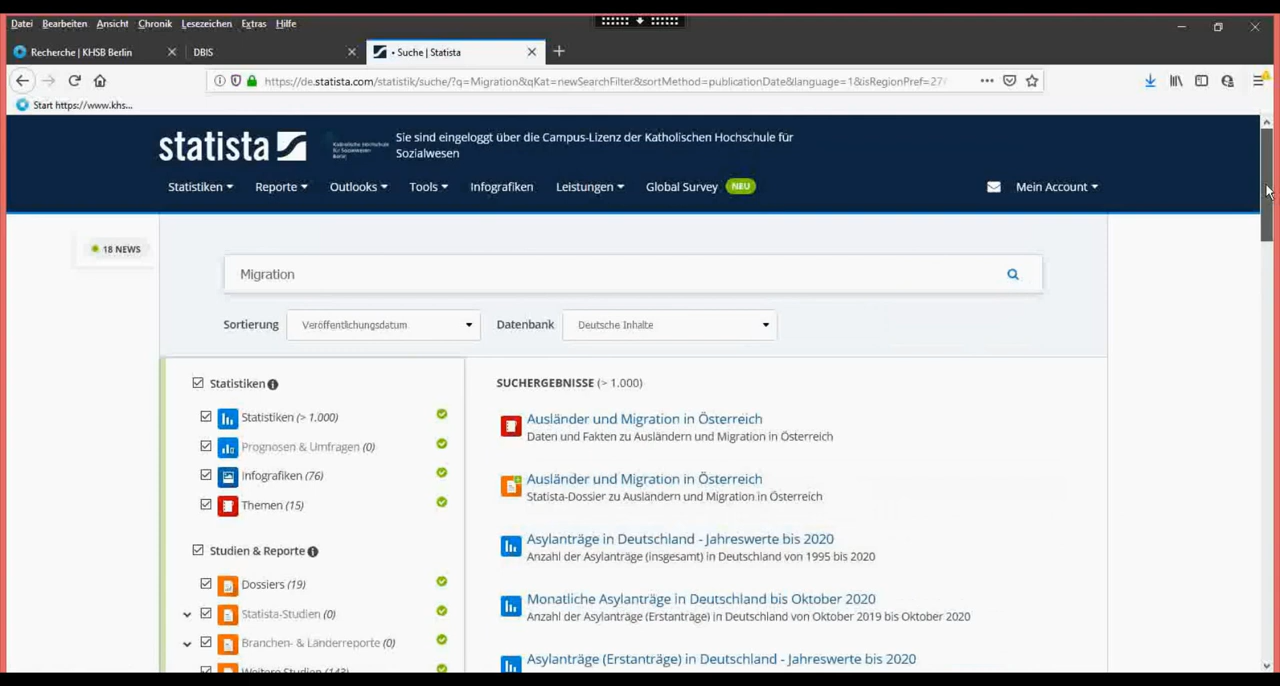 Datei Bearbeiten Ansicht Chronik Lesezeichen Extras Hilfe
Recherche | KHSB Berlin
DBIS
• Suche | Statista
https://de.statista.com/statistik/suche/?q=Migration&qKat=newSearchFilter&sortMethod=publicationDate&language=1&isRegionPref=27
Start https://www.khs...
statista
Katholische Hochschule für Sozialwesen Berlin
Sie sind eingeloggt über die Campus-Lizenz der Katholischen Hochschule für
Sozialwesen
Statistiken Reporte Outlooks Tools Infografiken Leistungen Global Survey NEU Mein Account
18 NEWS
Migration
Sortierung Veröffentlichungsdatum Datenbank Deutsche Inhalte
Statistiken
Statistiken (> 1.000)
Prognosen & Umfragen (0)
Infografiken (76)
Themen (15)
Studien & Reporte
Dossiers (19)
Statista-Studien (0)
Branchen- & Länderreporte (0)
Weitere Studien (143)
SUCHERGEBNISSE (> 1.000)
Ausländer und Migration in Österreich
Daten und Fakten zu Ausländern und Migration in Österreich
Ausländer und Migration in Österreich
Statista-Dossier zu Ausländern und Migration in Österreich
Asylanträge in Deutschland - Jahreswerte bis 2020
Anzahl der Asylanträge (insgesamt) in Deutschland von 1995 bis 2020
Monatliche Asylanträge in Deutschland bis Oktober 2020
Anzahl der Asylanträge (Erstanträge) in Deutschland von Oktober 2019 bis Oktober 2020
Asylanträge (Erstanträge) in Deutschland - Jahreswerte bis 2020